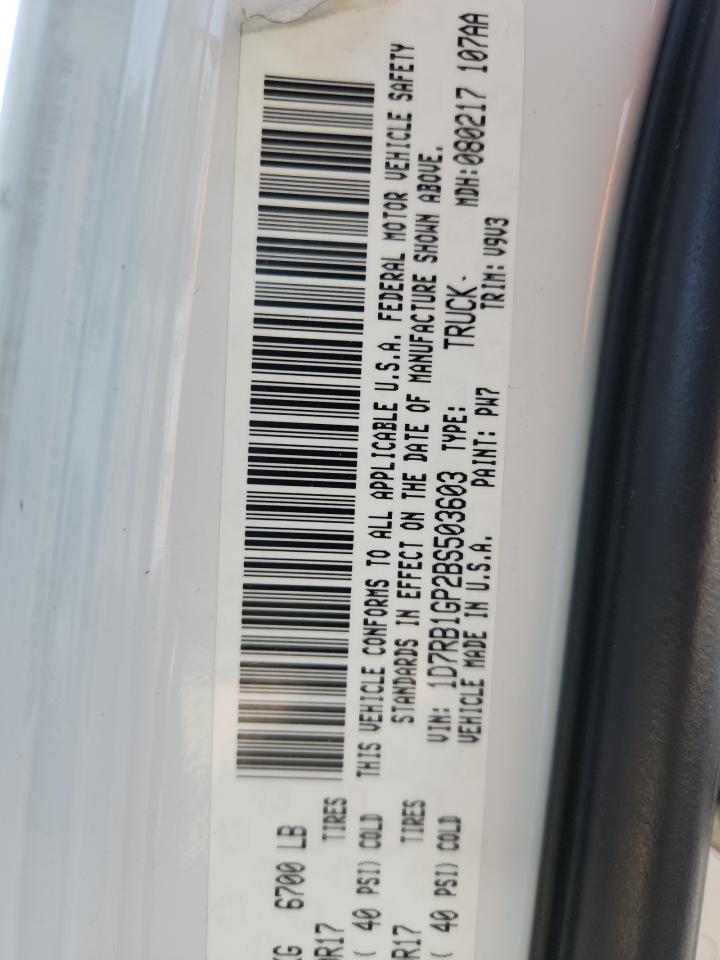 KG 6700 LB
0R17 TIRES
( 40 PSI) COLD
R17 TIRES
( 40 PSI) COLD
THIS VEHICLE CONFORMS TO ALL APPLICABLE U.S.A. FEDERAL MOTOR VEHICLE SAFETY
STANDARDS IN EFFECT ON THE DATE OF MANUFACTURE SHOWN ABOVE.
VIN: 1D7RB1GP2BS503603 TYPE: TRUCK MDH:080217 107AA
VEHICLE MADE IN U.S.A. PAINT: PW7 TRIM: V9V3